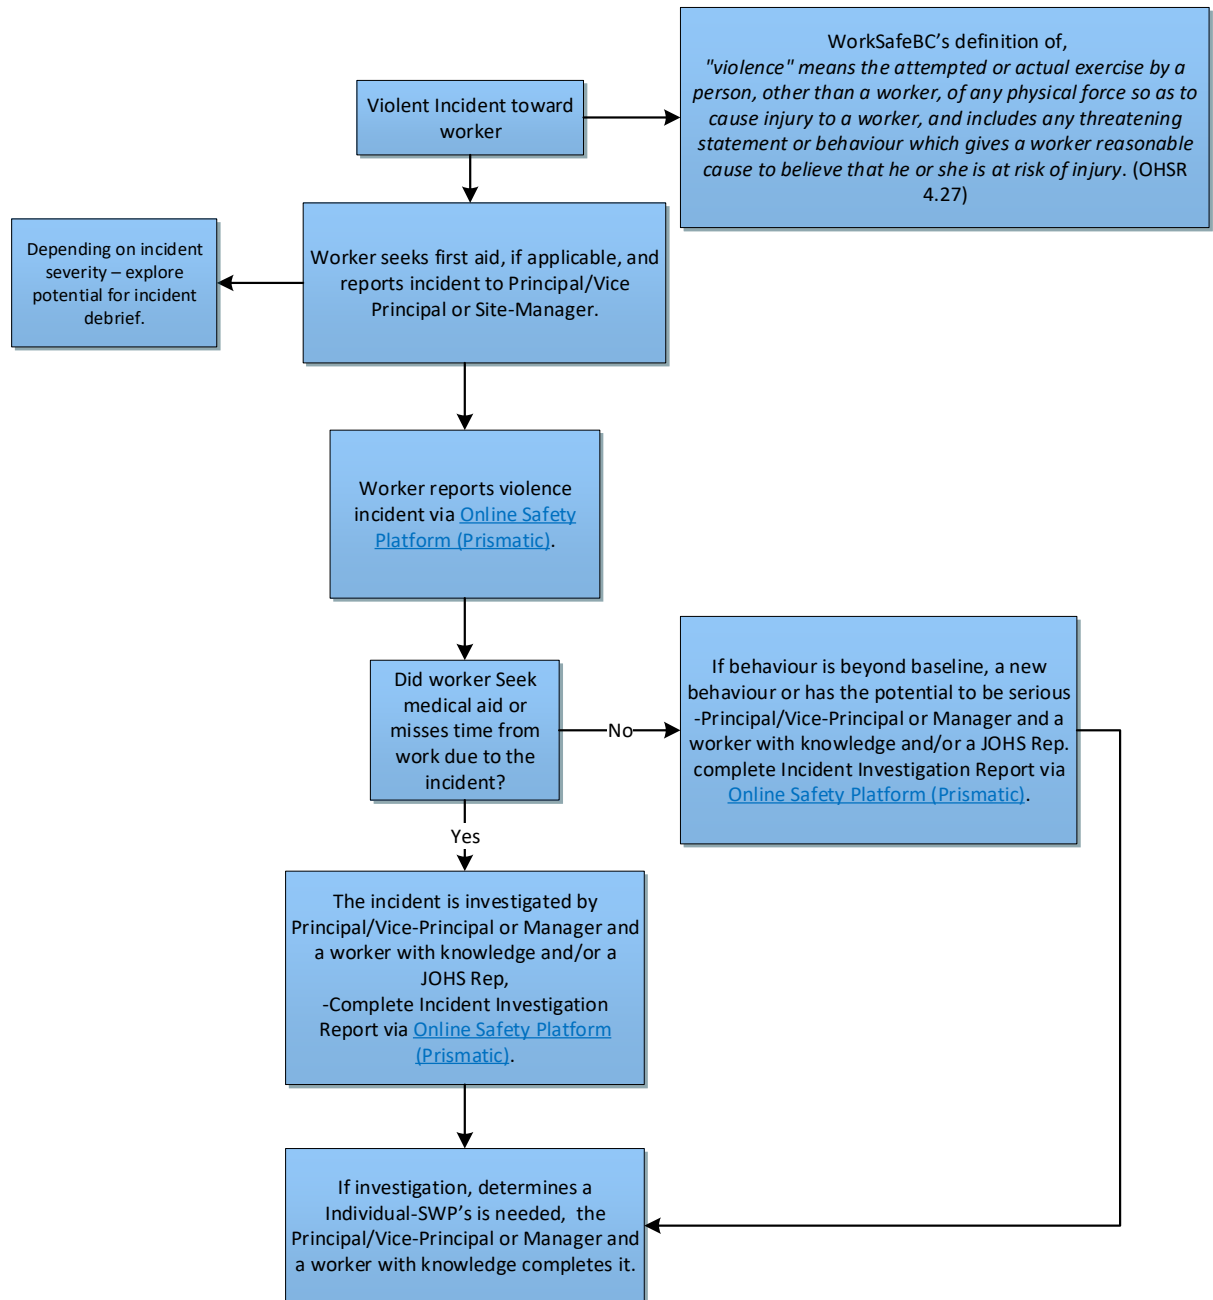 Violent Incident toward
worker
WorkSafeBC’s definition of,
"violence" means the attempted or actual exercise by a
person, other than a worker, of any physical force so as to
cause injury to a worker, and includes any threatening
statement or behaviour which gives a worker reasonable
cause to believe that he or she is at risk of injury. (OHSR
4.27)
Depending on incident
severity – explore
potential for incident
debrief.
Worker seeks first aid, if applicable, and
reports incident to Principal/Vice
Principal or Site-Manager.
Worker reports violence
incident via Online Safety
Platform (Prismatic).
Did worker Seek
medical aid or
misses time from
work due to the
incident?
No
If behaviour is beyond baseline, a new
behaviour or has the potential to be serious
-Principal/Vice-Principal or Manager and a
worker with knowledge and/or a JOHS Rep.
complete Incident Investigation Report via
Online Safety Platform (Prismatic).
Yes
The incident is investigated by
Principal/Vice-Principal or Manager and
a worker with knowledge and/or a
JOHS Rep,
-Complete Incident Investigation
Report via Online Safety Platform
(Prismatic).
If investigation, determines a
Individual-SWP’s is needed,  the
Principal/Vice-Principal or Manager and
a worker with knowledge completes it.